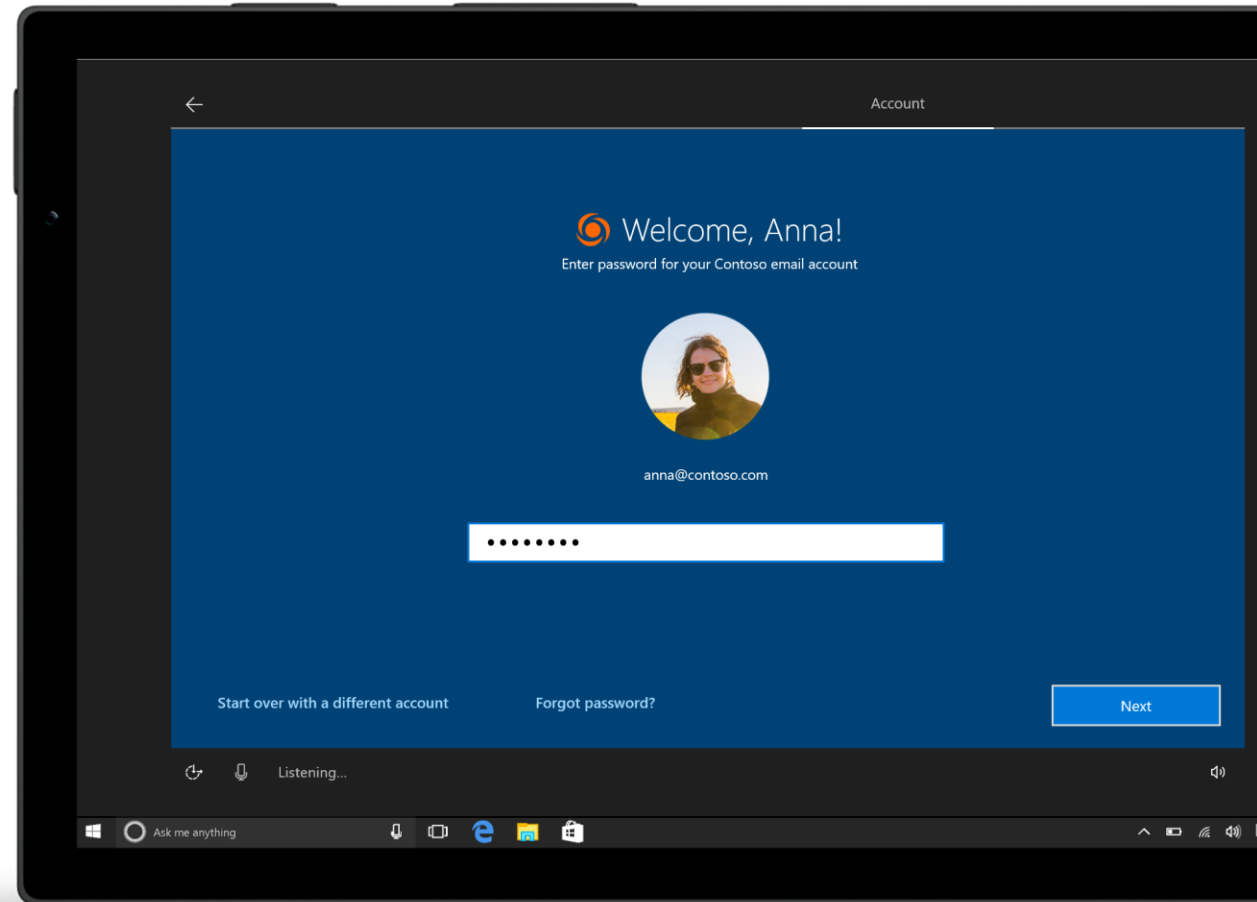 Account
Welcome, Anna!
Enter password for your Contoso email account
anna@contoso.com
••••••••
Start over with a different account
Forgot password?
Next
Listening...
Ask me anything